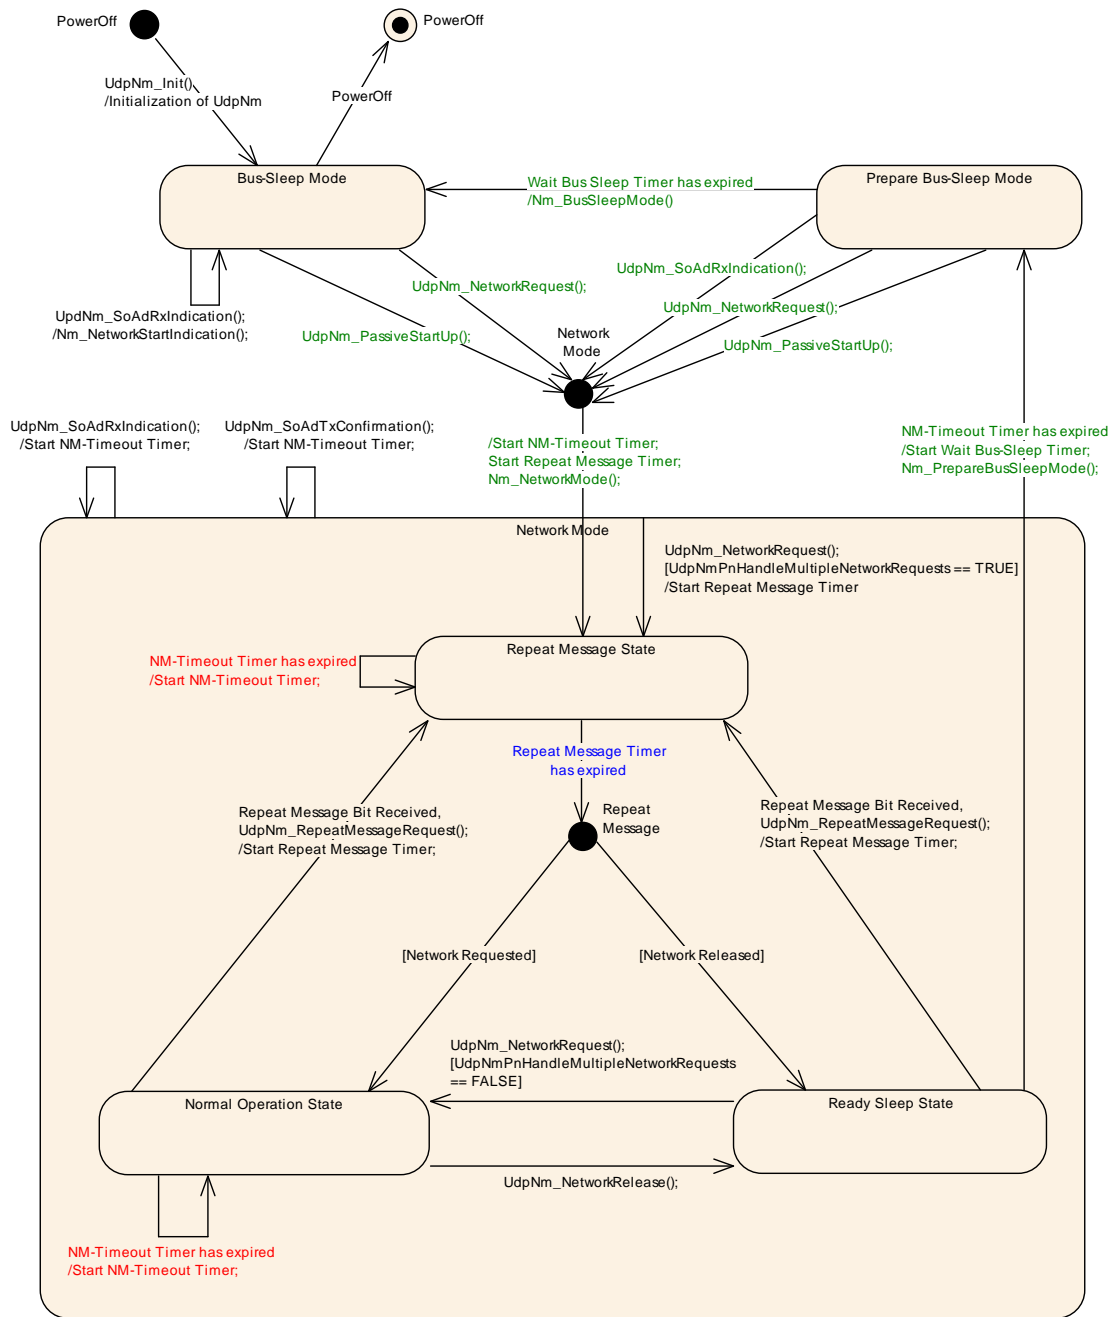 PowerOff
PowerOff
UdpNm_Init();
/Initialization of UdpNm
PowerOff
Bus-Sleep Mode
Prepare Bus-Sleep Mode
Wait Bus Sleep Timer has expired
/Nm_BusSleepMode()
UdpNm_SoAdRxIndication();
UdpNm_NetworkRequest();
UdpNm_NetworkRequest();
UpdNm_SoAdRxIndication();
/Nm_NetworkStartIndication();
UdpNm_PassiveStartUp();
Network
Mode
UdpNm_PassiveStartUp();
UdpNm_SoAdRxIndication();
/Start NM-Timeout Timer;
UdpNm_SoAdTxConfirmation();
/Start NM-Timeout Timer;
/Start NM-Timeout Timer;
Start Repeat Message Timer;
Nm_NetworkMode();
NM-Timeout Timer has expired
/Start Wait Bus-Sleep Timer;
Nm_PrepareBusSleepMode();
Network Mode
UdpNm_NetworkRequest();
[UdpNmPnHandleMultipleNetworkRequests == TRUE]
/Start Repeat Message Timer
Repeat Message State
NM-Timeout Timer has expired
/Start NM-Timeout Timer;
Repeat Message Timer
has expired
Repeat Message Bit Received,
UdpNm_RepeatMessageRequest();
/Start Repeat Message Timer;
Repeat
Message
Repeat Message Bit Received,
UdpNm_RepeatMessageRequest();
/Start Repeat Message Timer;
[Network Requested]
[Network Released]
UdpNm_NetworkRequest();
[UdpNmPnHandleMultipleNetworkRequests
== FALSE]
Normal Operation State
Ready Sleep State
UdpNm_NetworkRelease();
NM-Timeout Timer has expired
/Start NM-Timeout Timer;